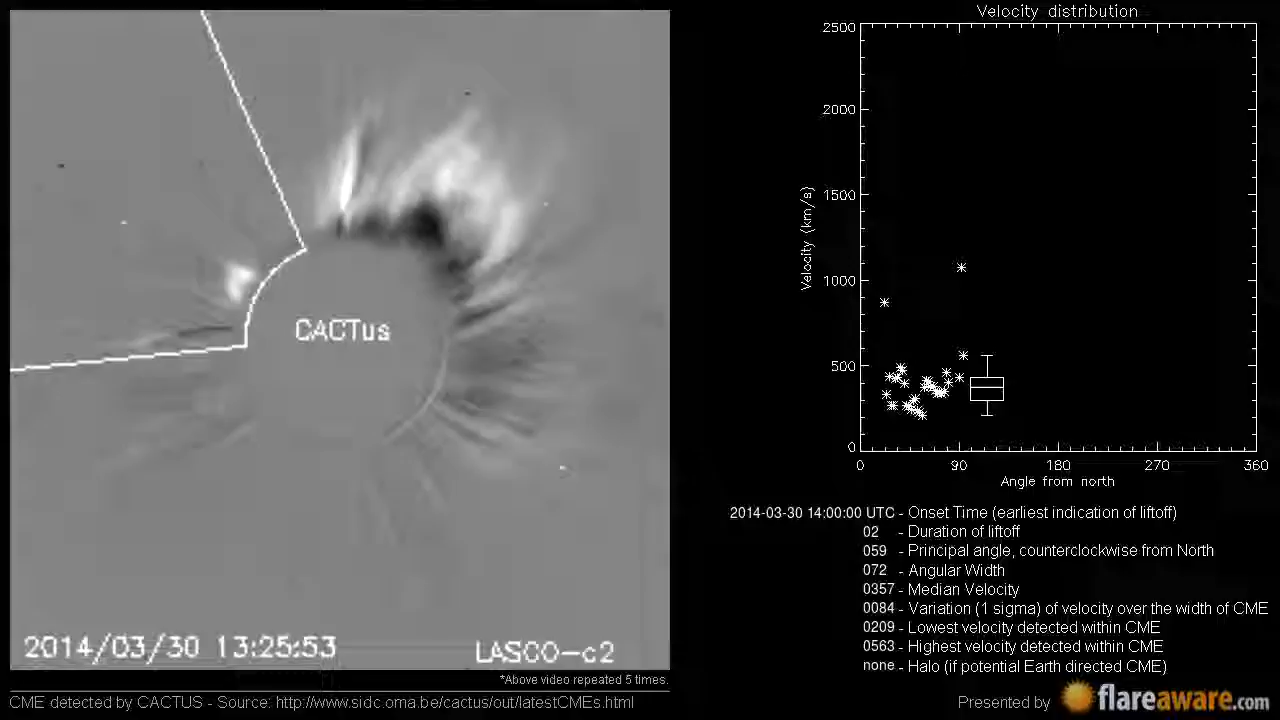 CACTus
2014/03/30 13:25:53
LASCO-c2
*Above video repeated 5 times.
CME detected by CACTUS - Source: http://www.sidc.oma.be/cactus/out/latestCMEs.html
Velocity distribution
2500
2000
1500
1000
500
0
Velocity (km/s)
0 90 180 270 360
Angle from north
2014-03-30 14:00:00 UTC - Onset Time (earliest indication of liftoff)
02 - Duration of liftoff
059 - Principal angle, counterclockwise from North
072 - Angular Width
0357 - Median Velocity
0084 - Variation (1 sigma) of velocity over the width of CME
0209 - Lowest velocity detected within CME
0563 - Highest velocity detected within CME
none - Halo (if potential Earth directed CME)
Presented by flareaware.com